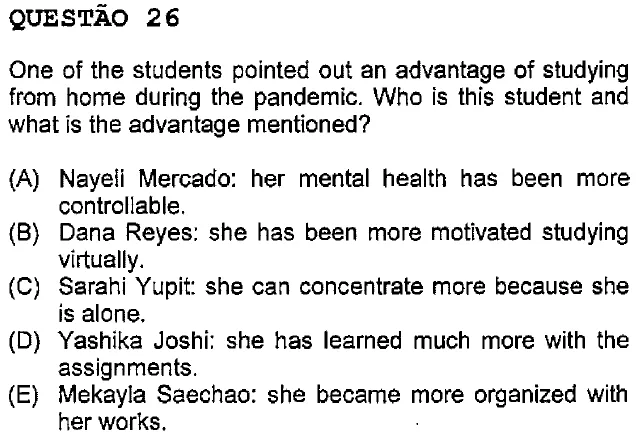 QUESTÃO 26
One of the students pointed out an advantage of studying
from home during the pandemic. Who is this student and
what is the advantage mentioned?
(A) Nayeli Mercado: her mental health has been more
controllable.
(B) Dana Reyes: she has been more motivated studying
virtually.
(C) Sarahi Yupit: she can concentrate more because she
is alone.
(D) Yashika Joshi: she has learned much more with the
assignments.
(E) Mekayla Saechao: she became more organized with
her works.